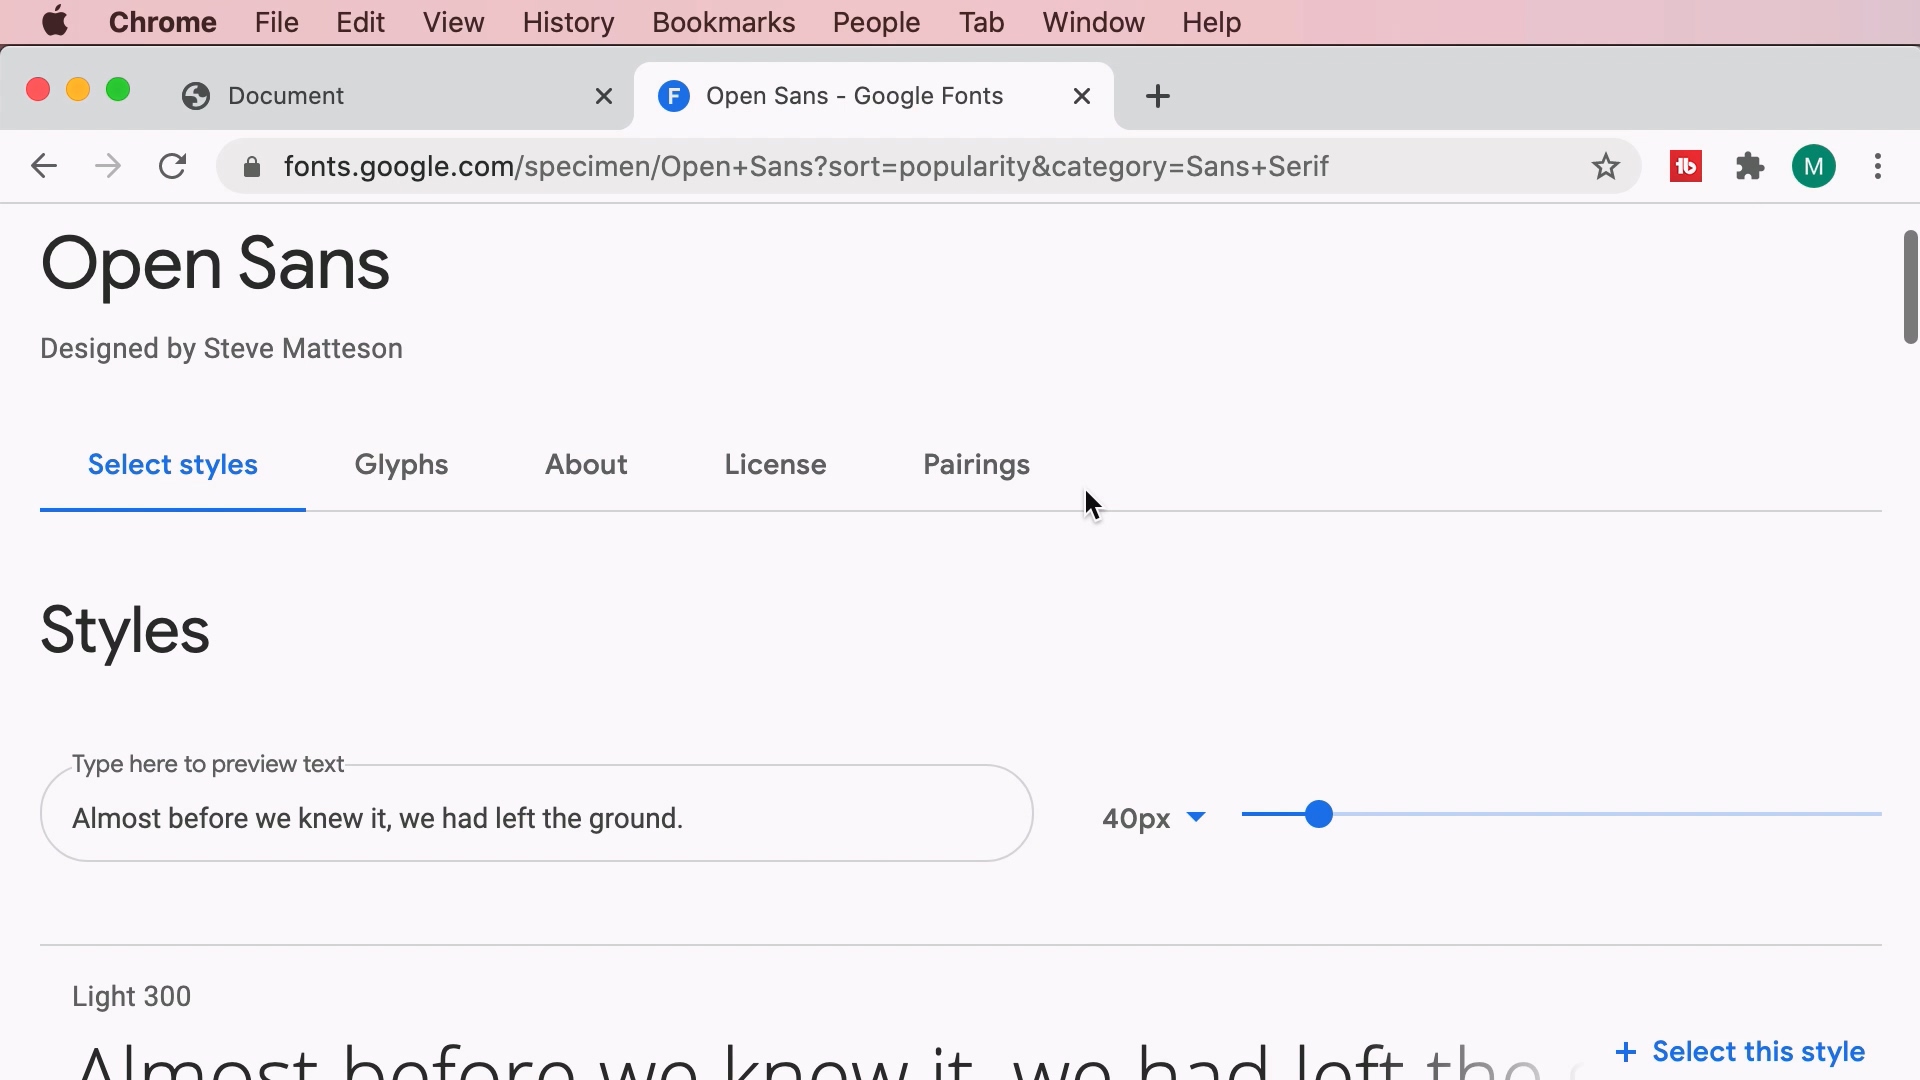 Chrome File Edit View History Bookmarks People Tab Window Help
Document
F Open Sans - Google Fonts
fonts.google.com/specimen/Open+Sans?sort=popularity&category=Sans+Serif
tb
M
Open Sans
Designed by Steve Matteson
Select styles Glyphs About License Pairings
Styles
Type here to preview text
Almost before we knew it, we had left the ground.
40px
Light 300
Almost before we knew it, we had left the
+ Select this style